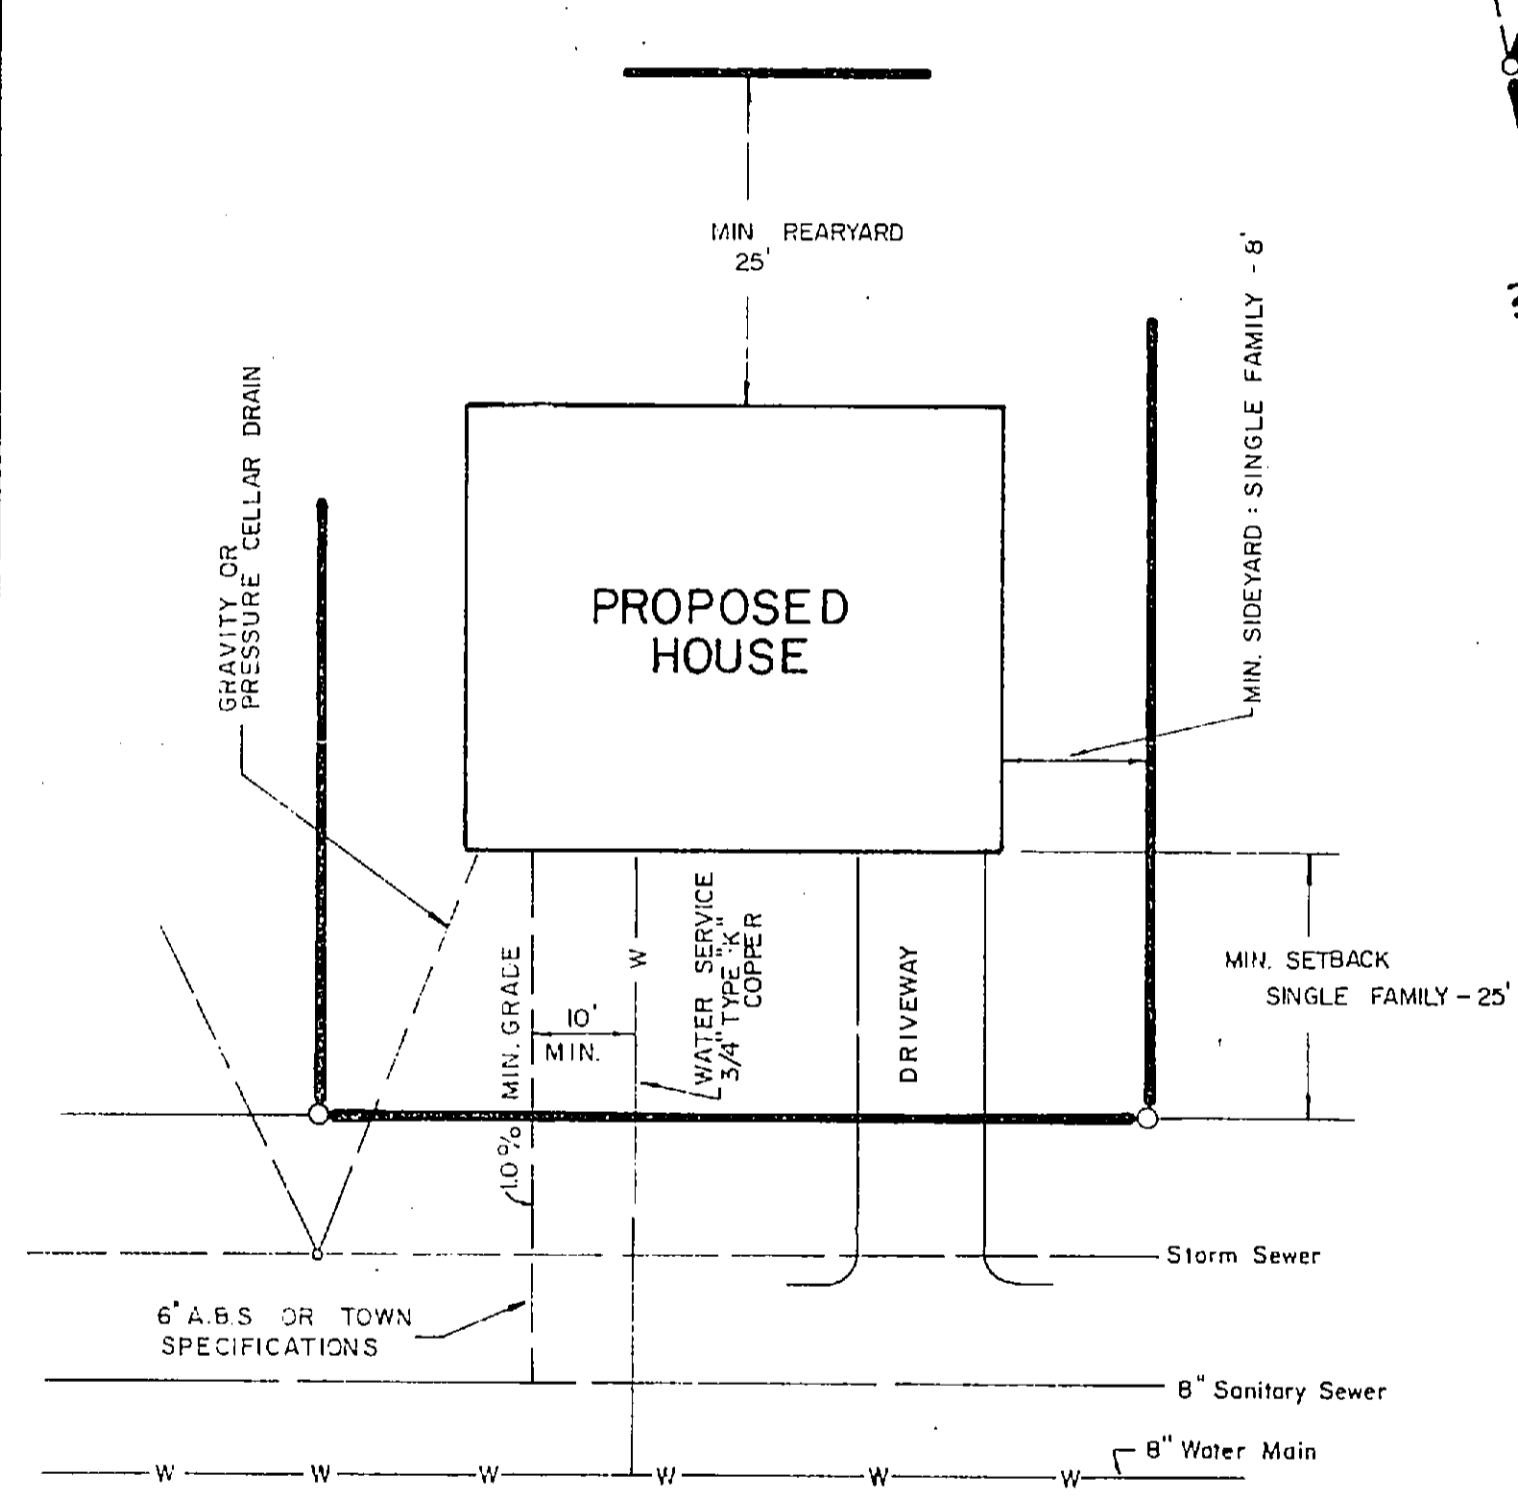 MIN REARYARD
25'
MIN. SIDEYARD : SINGLE FAMILY - 8'
GRAVITY OR
PRESSURE CELLAR DRAIN
PROPOSED
HOUSE
MIN. SETBACK
SINGLE FAMILY - 25'
1.0% MIN. GRADE
10'
MIN.
W
WATER SERVICE
3/4" TYPE "K"
COPPER
DRIVEWAY
Storm Sewer
6" A.B.S OR TOWN
SPECIFICATIONS
8" Sanitary Sewer
8" Water Main
W W W W W W